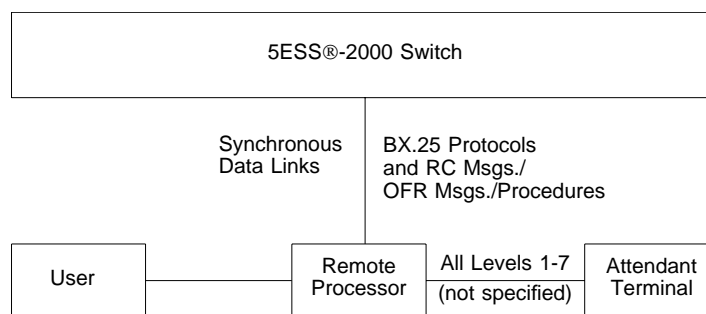 5ESS®-2000 Switch
Synchronous
Data Links
BX.25 Protocols
and RC Msgs./
OFR Msgs./Procedures
User
Remote
Processor
All Levels 1-7
(not specified)
Attendant
Terminal